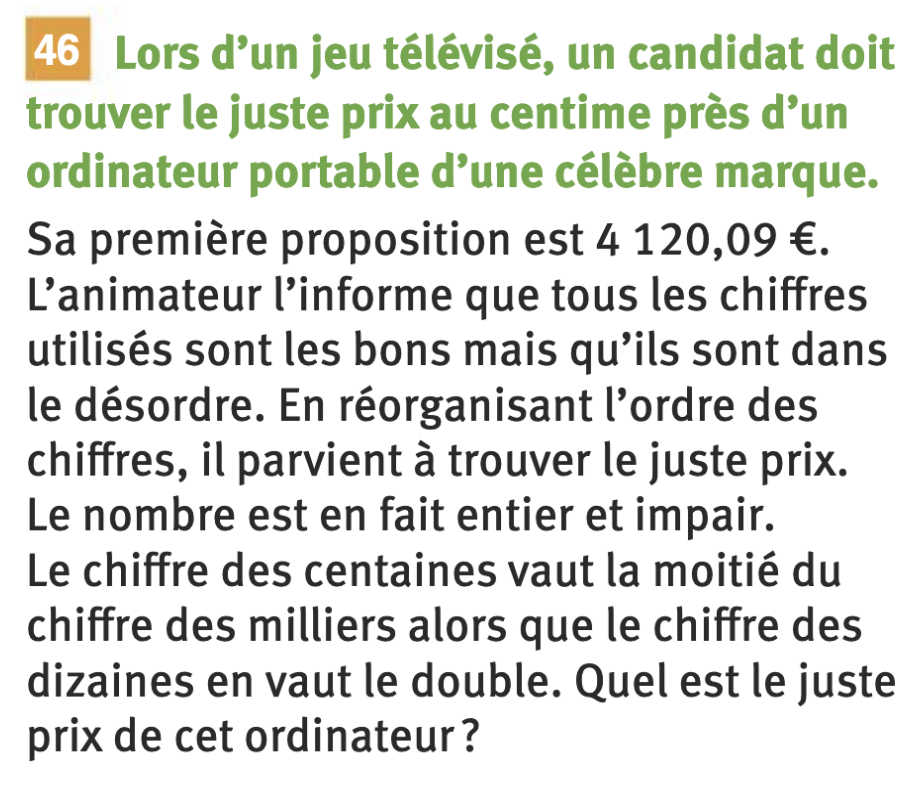 46 Lors d’un jeu télévisé, un candidat doit
trouver le juste prix au centime près d’un
ordinateur portable d’une célèbre marque.
Sa première proposition est 4 120,09 €.
L’animateur l’informe que tous les chiffres
utilisés sont les bons mais qu’ils sont dans
le désordre. En réorganisant l’ordre des
chiffres, il parvient à trouver le juste prix.
Le nombre est en fait entier et impair.
Le chiffre des centaines vaut la moitié du
chiffre des milliers alors que le chiffre des
dizaines en vaut le double. Quel est le juste
prix de cet ordinateur ?